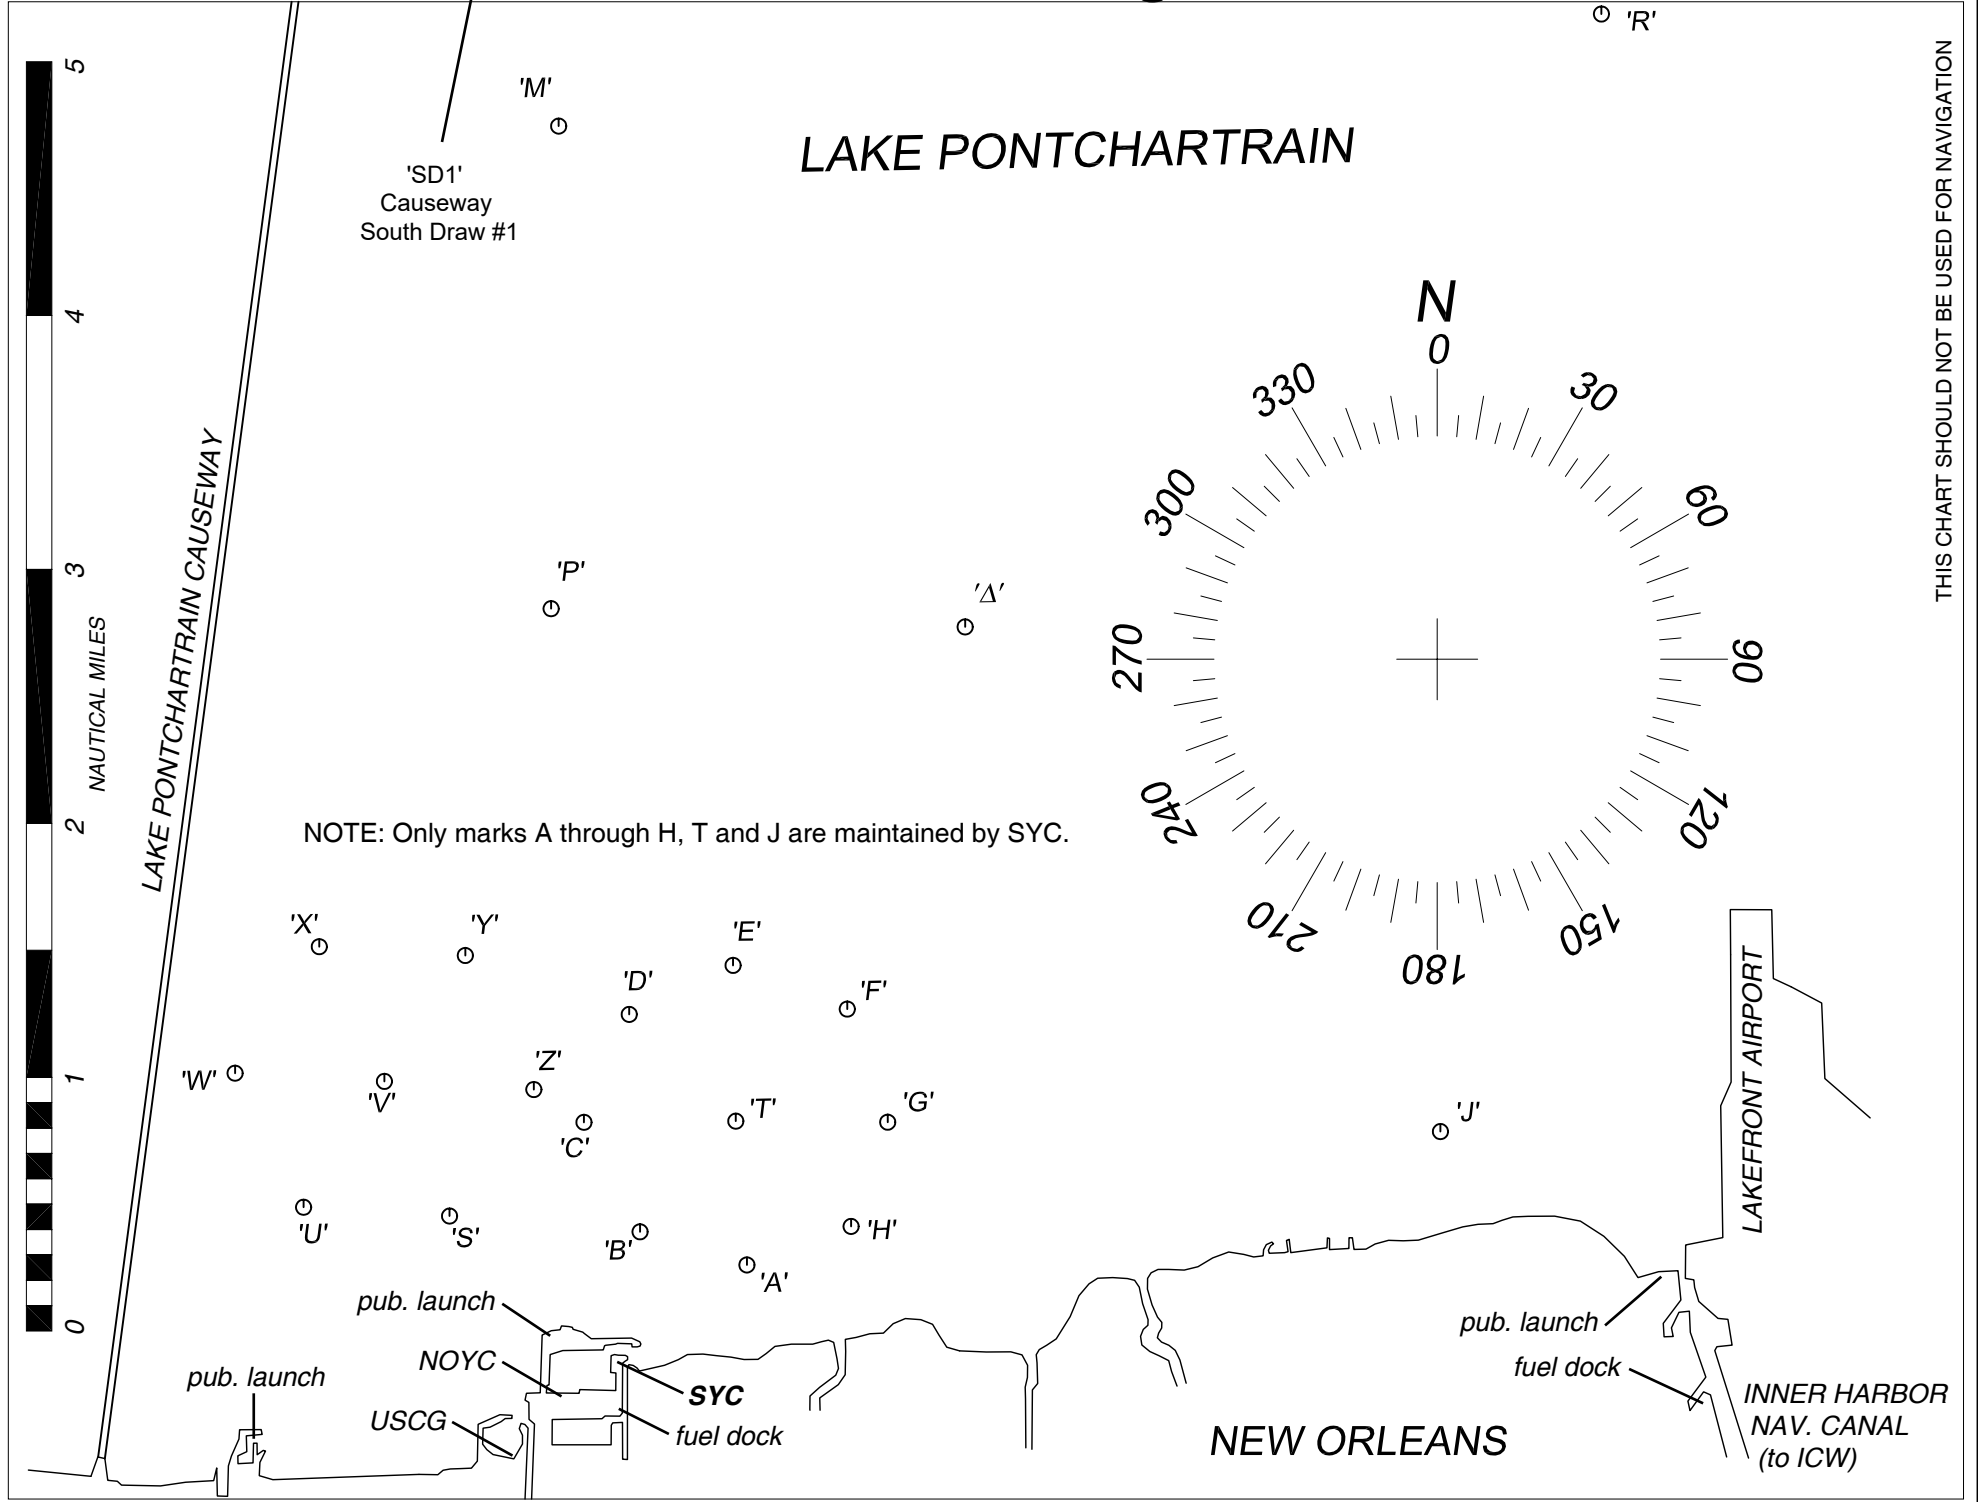 'R'
5
'M'
LAKE PONTCHARTRAIN
THIS CHART SHOULD NOT BE USED FOR NAVIGATION
'SD1'
Causeway
South Draw #1
4
N
0
30
60
90
120
150
180
210
240
270
300
330
3
'P'
'Δ'
NAUTICAL MILES
LAKE PONTCHARTRAIN CAUSEWAY
2
NOTE: Only marks A through H, T and J are maintained by SYC.
'X'
'Y'
'E'
'D'
'F'
LAKEFRONT AIRPORT
1
'W'
'V'
'Z'
'C'
'T'
'G'
'J'
'U'
'S'
'B'
'H'
'A'
0
pub. launch
NOYC
pub. launch
SYC
USCG
fuel dock
pub. launch
fuel dock
NEW ORLEANS
INNER HARBOR
NAV. CANAL
(to ICW)